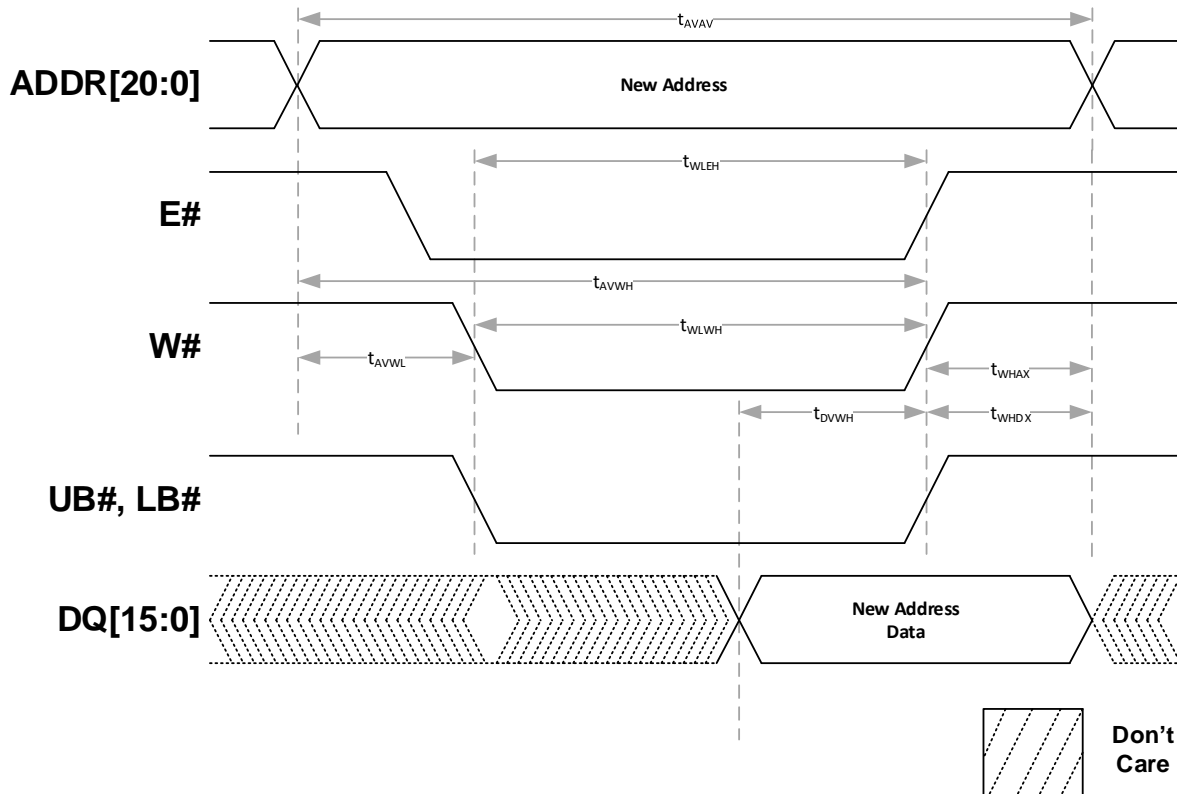 tAVAV
ADDR[20:0]
New Address
tWLEH
E#
tAVWH
W#
tWLWH
tAVWL
tWHAX
tDVWH
tWHDX
UB#, LB#
DQ[15:0]
New Address
Data
Don't
Care